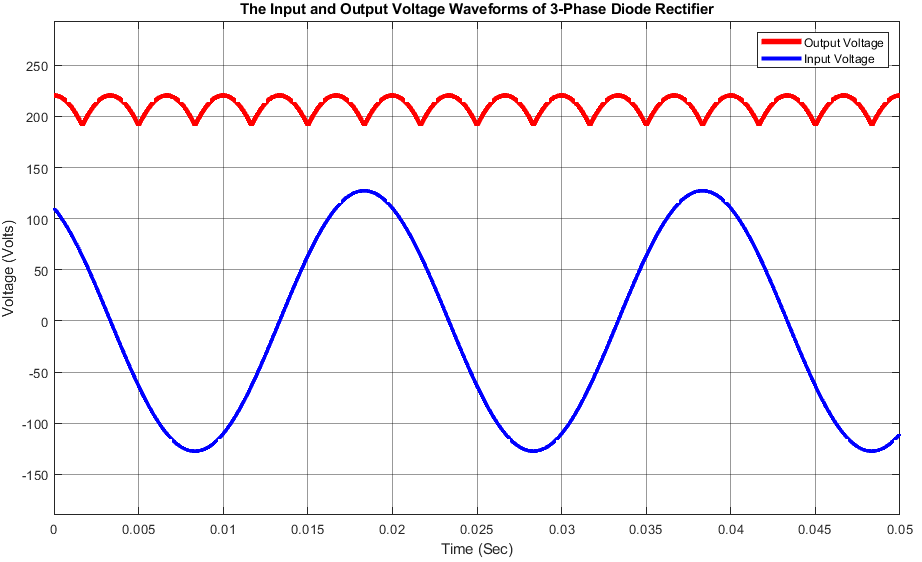 The Input and Output Voltage Waveforms of 3-Phase Diode Rectifier
Output Voltage
Input Voltage
250
200
150
100
50
0
-50
-100
-150
Voltage (Volts)
0 0.005 0.01 0.015 0.02 0.025 0.03 0.035 0.04 0.045 0.05
Time (Sec)